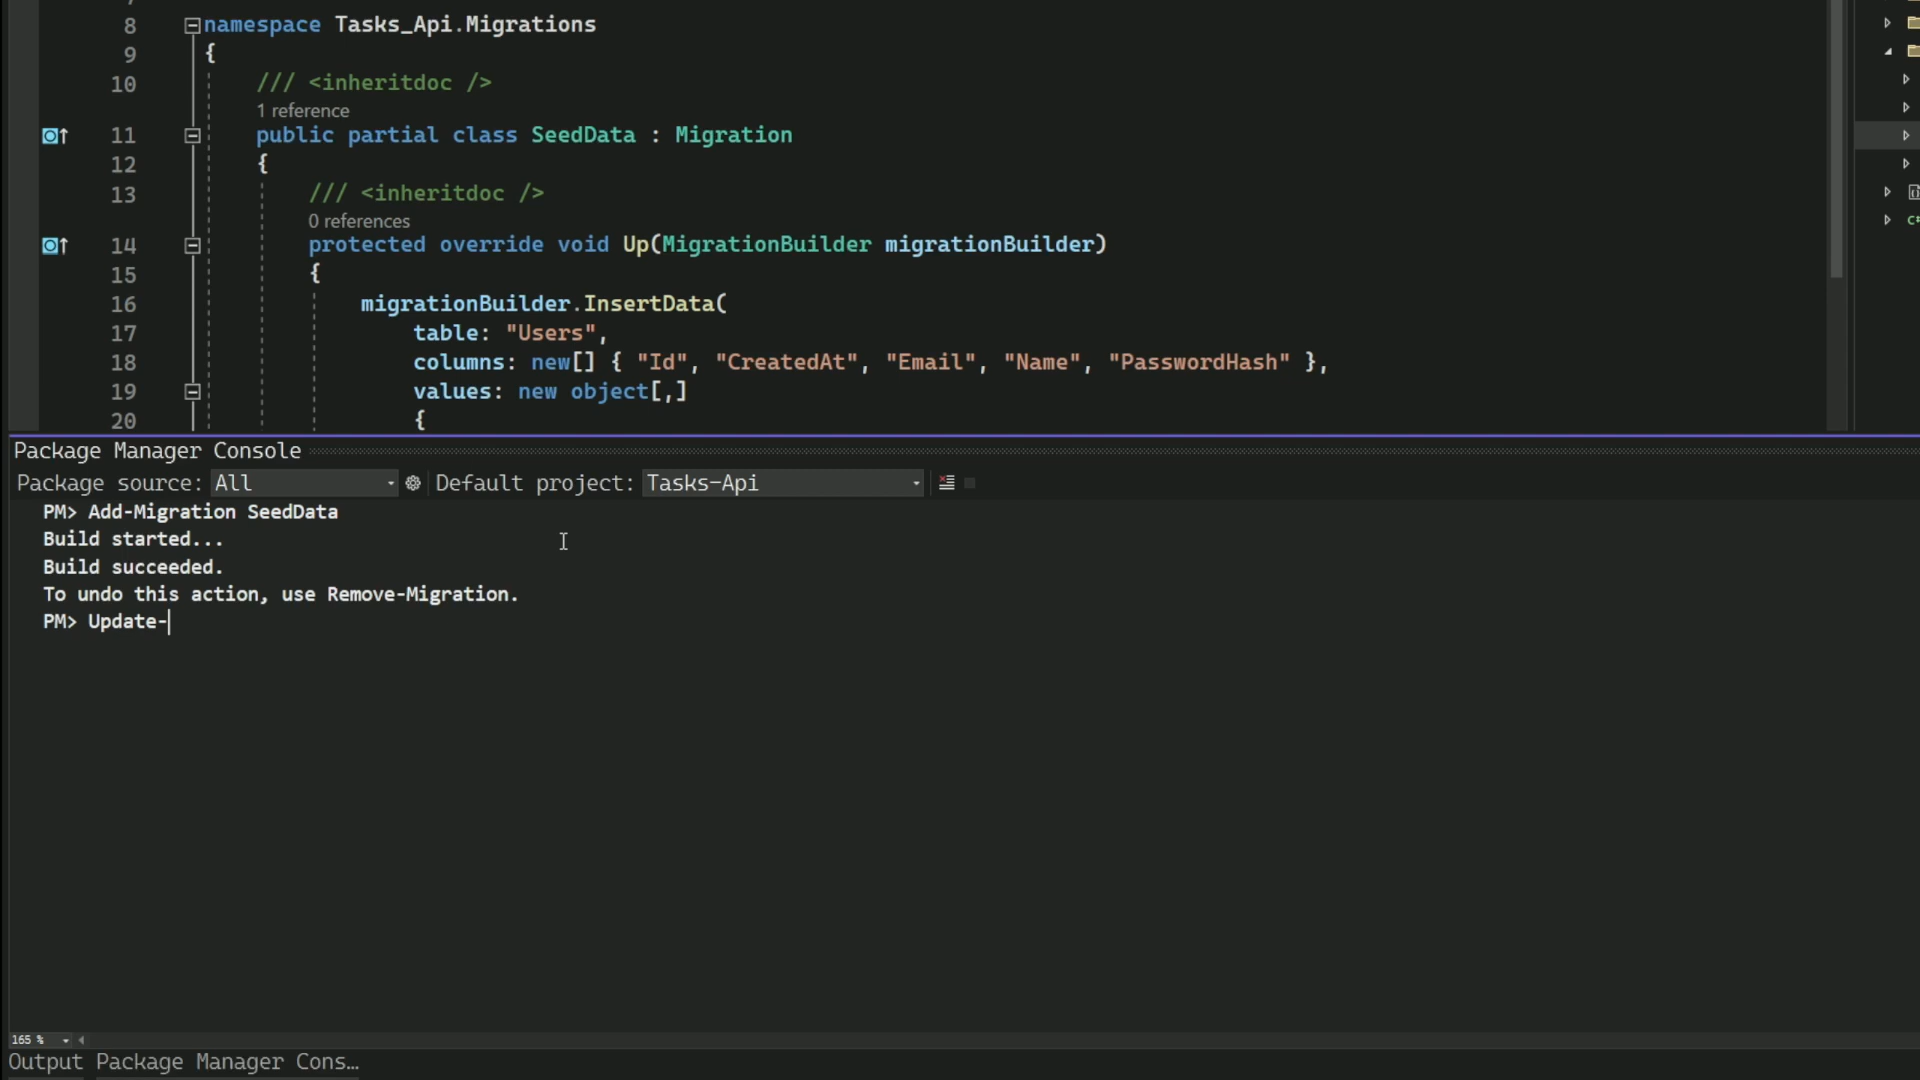 8 namespace Tasks_Api.Migrations
9 {
10 /// <inheritdoc />
1 reference
11 public partial class SeedData : Migration
12 {
13 /// <inheritdoc />
0 references
14 protected override void Up(MigrationBuilder migrationBuilder)
15 {
16 migrationBuilder.InsertData(
17 table: "Users",
18 columns: new[] { "Id", "CreatedAt", "Email", "Name", "PasswordHash" },
19 values: new object[,]
20 {
Package Manager Console
Package source: All Default project: Tasks-Api
PM> Add-Migration SeedData
Build started...
Build succeeded.
To undo this action, use Remove-Migration.
PM> Update-
165 %
Output Package Manager Cons…